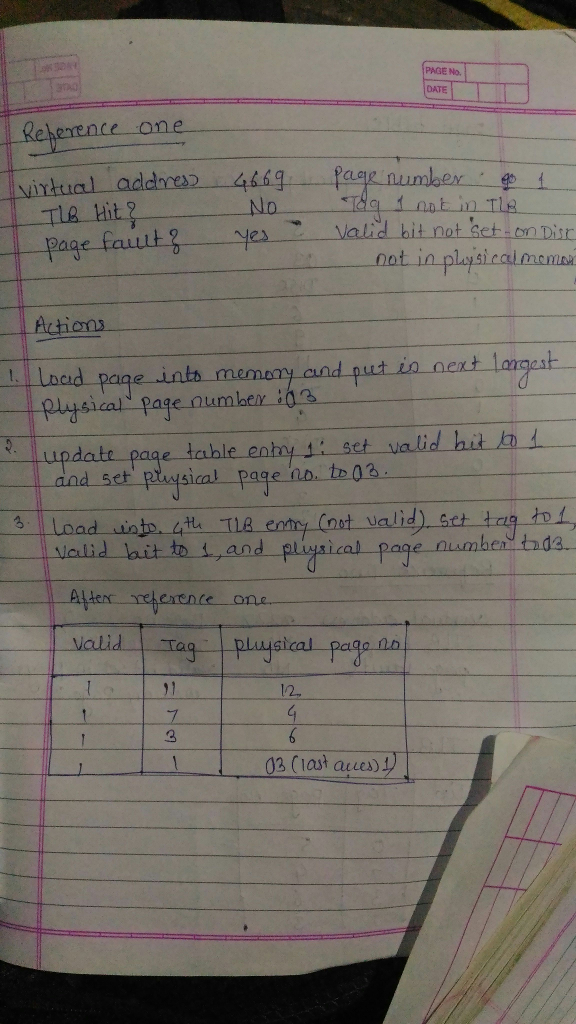 PAGE No.
DATE
Reference one
virtual address 4669 page number 1
TLB Hit? No Tag 1 not in TLB
page fault? yes Valid bit not set - on Disc
not in physical memor
Actions
1. Load page into memory and put in next largest
physical page number : 03
2. update page table entry 1: set valid bit to 1
and set physical page no. to 03.
3. Load into 4th TLB entry (not valid). set tag to 1,
valid bit to 1, and physical page number to 03.
After reference one.
Valid Tag physical page no
1 11 12
1 7 4
1 3 6
1 1 03 (last acces) 1)